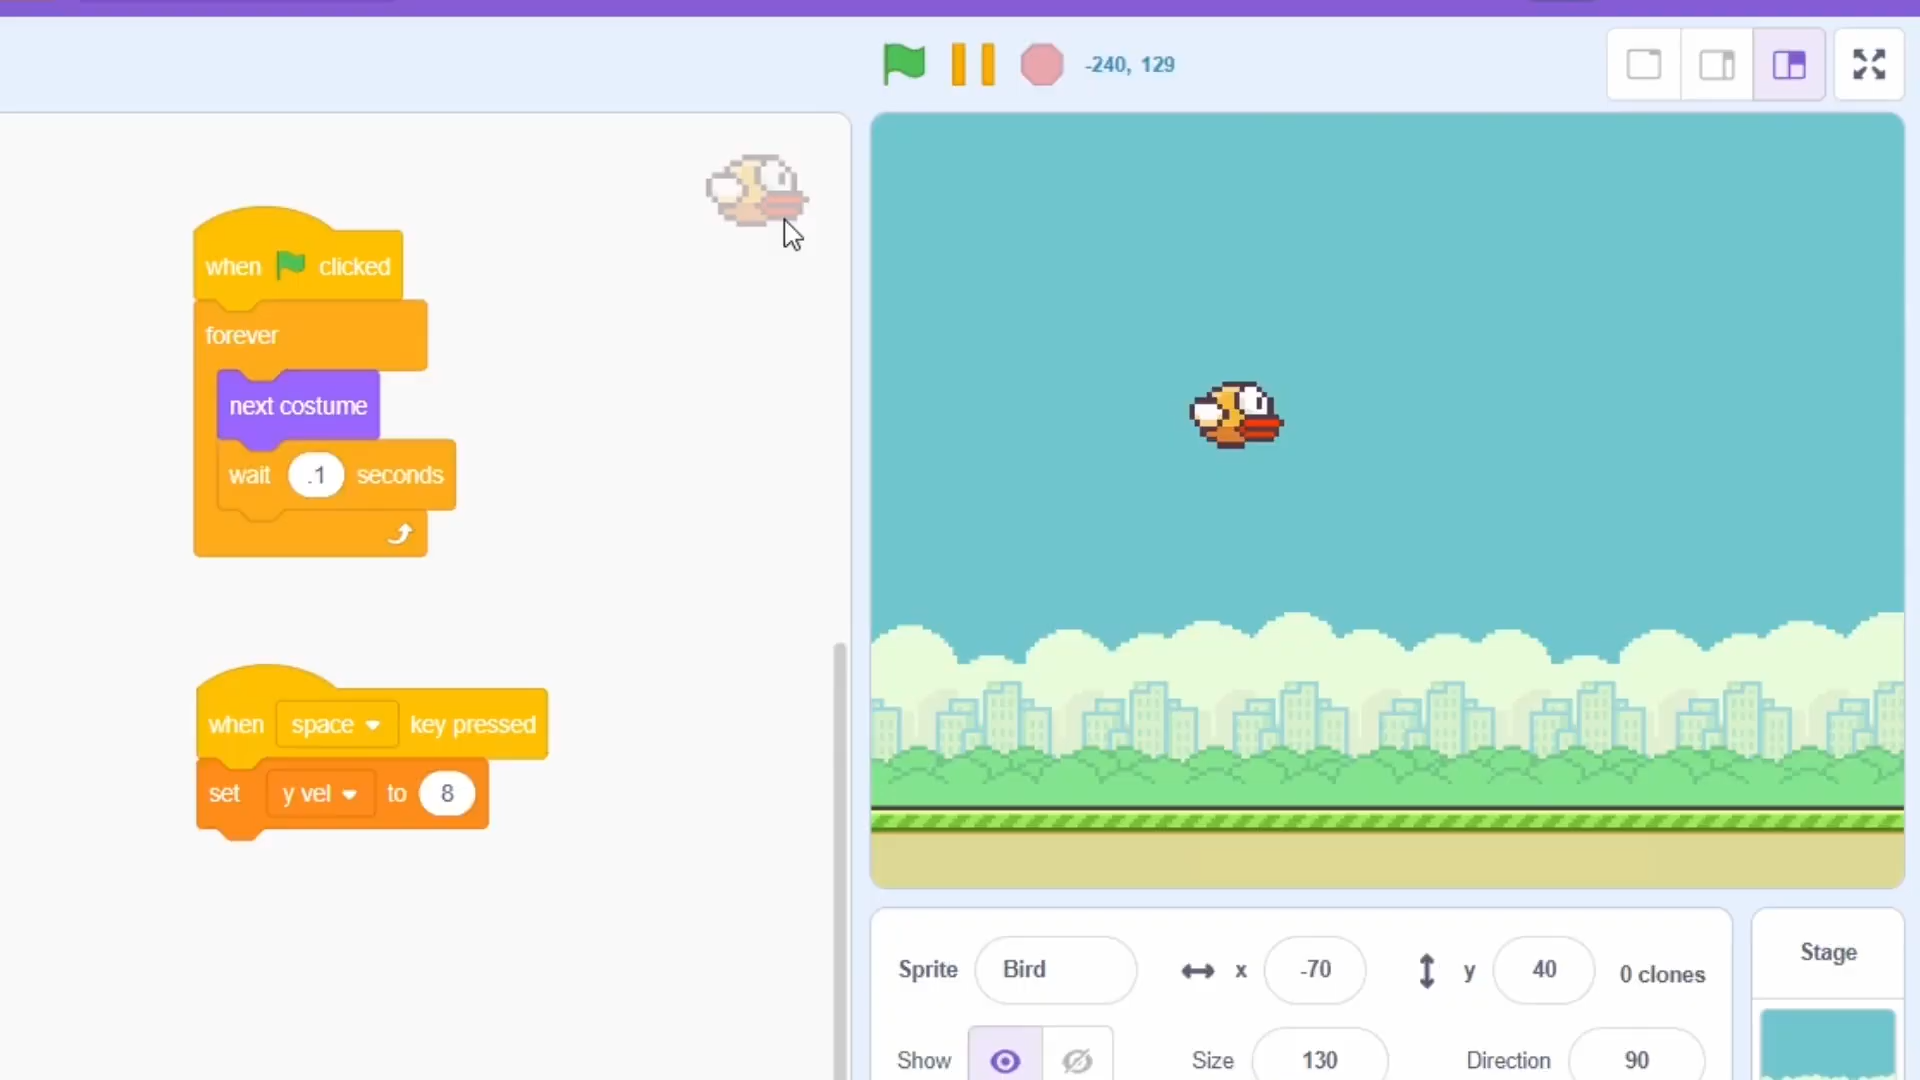 -240, 129
when clicked
forever
next costume
wait .1 seconds
when space key pressed
set y vel to 8
Sprite Bird x -70 y 40 0 clones
Show Size 130 Direction 90
Stage